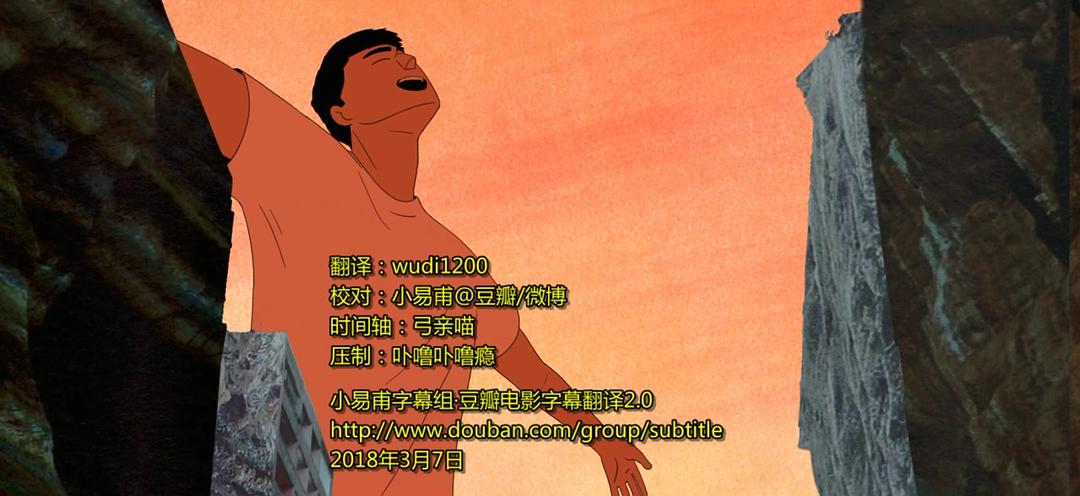 翻译：wudi1200
校对：小易甫@豆瓣/微博
时间轴：弓亲喵
压制：卟噜卟噜瘾
小易甫字幕组·豆瓣电影字幕翻译2.0
http://www.douban.com/group/subtitle
2018年3月7日